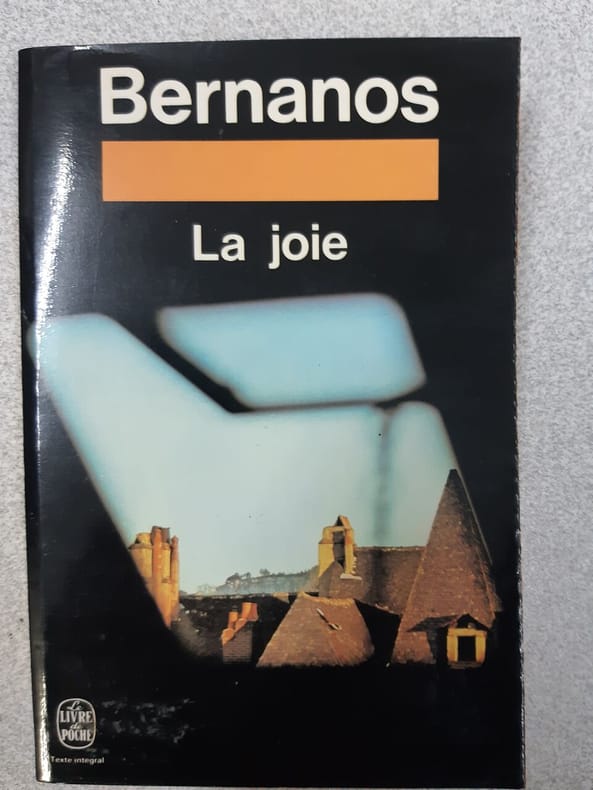 Bernanos
La joie
Le
LIVRE
de
POCHE
Texte intégral